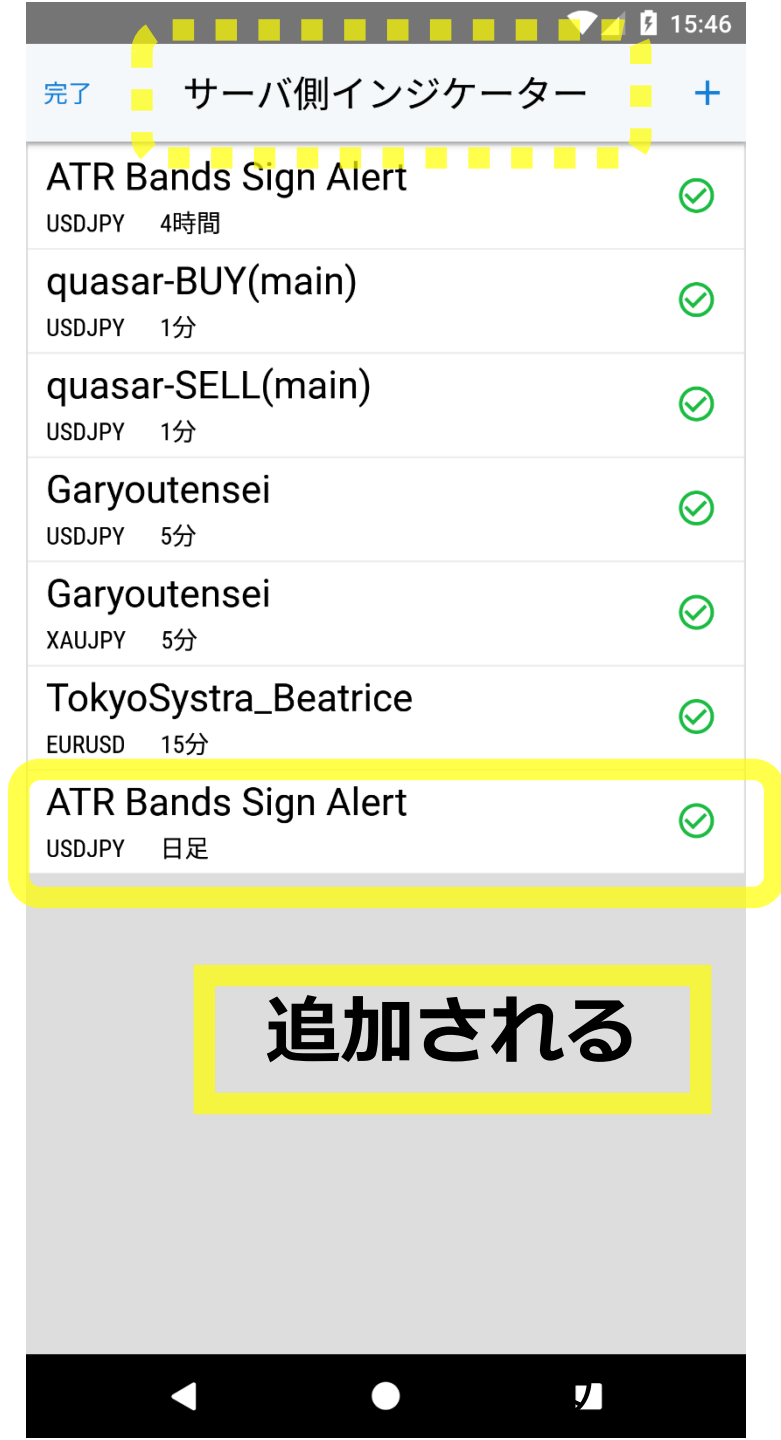 15:46
完了 サーバ側インジケーター +
ATR Bands Sign Alert
USDJPY 4時間
quasar-BUY(main)
USDJPY 1分
quasar-SELL(main)
USDJPY 1分
Garyoutensei
USDJPY 5分
Garyoutensei
XAUJPY 5分
TokyoSystra_Beatrice
EURUSD 15分
ATR Bands Sign Alert
USDJPY 日足
追加される